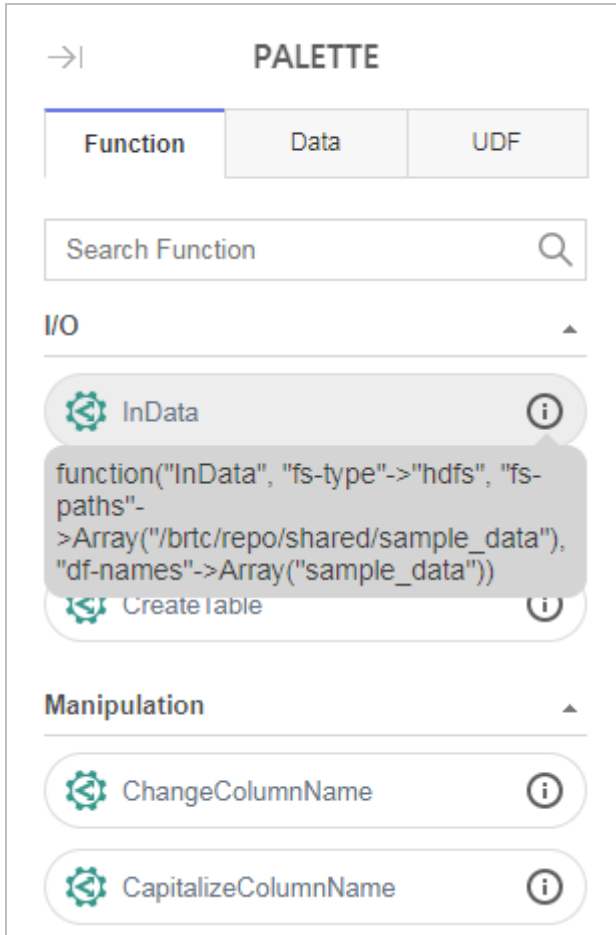 PALETTE
Function Data UDF
Search Function
I/O
InData
function("InData", "fs-type"->"hdfs", "fs-
paths"-
>Array("/brtc/repo/shared/sample_data"),
"df-names"->Array("sample_data"))
CreateTable
Manipulation
ChangeColumnName
CapitalizeColumnName